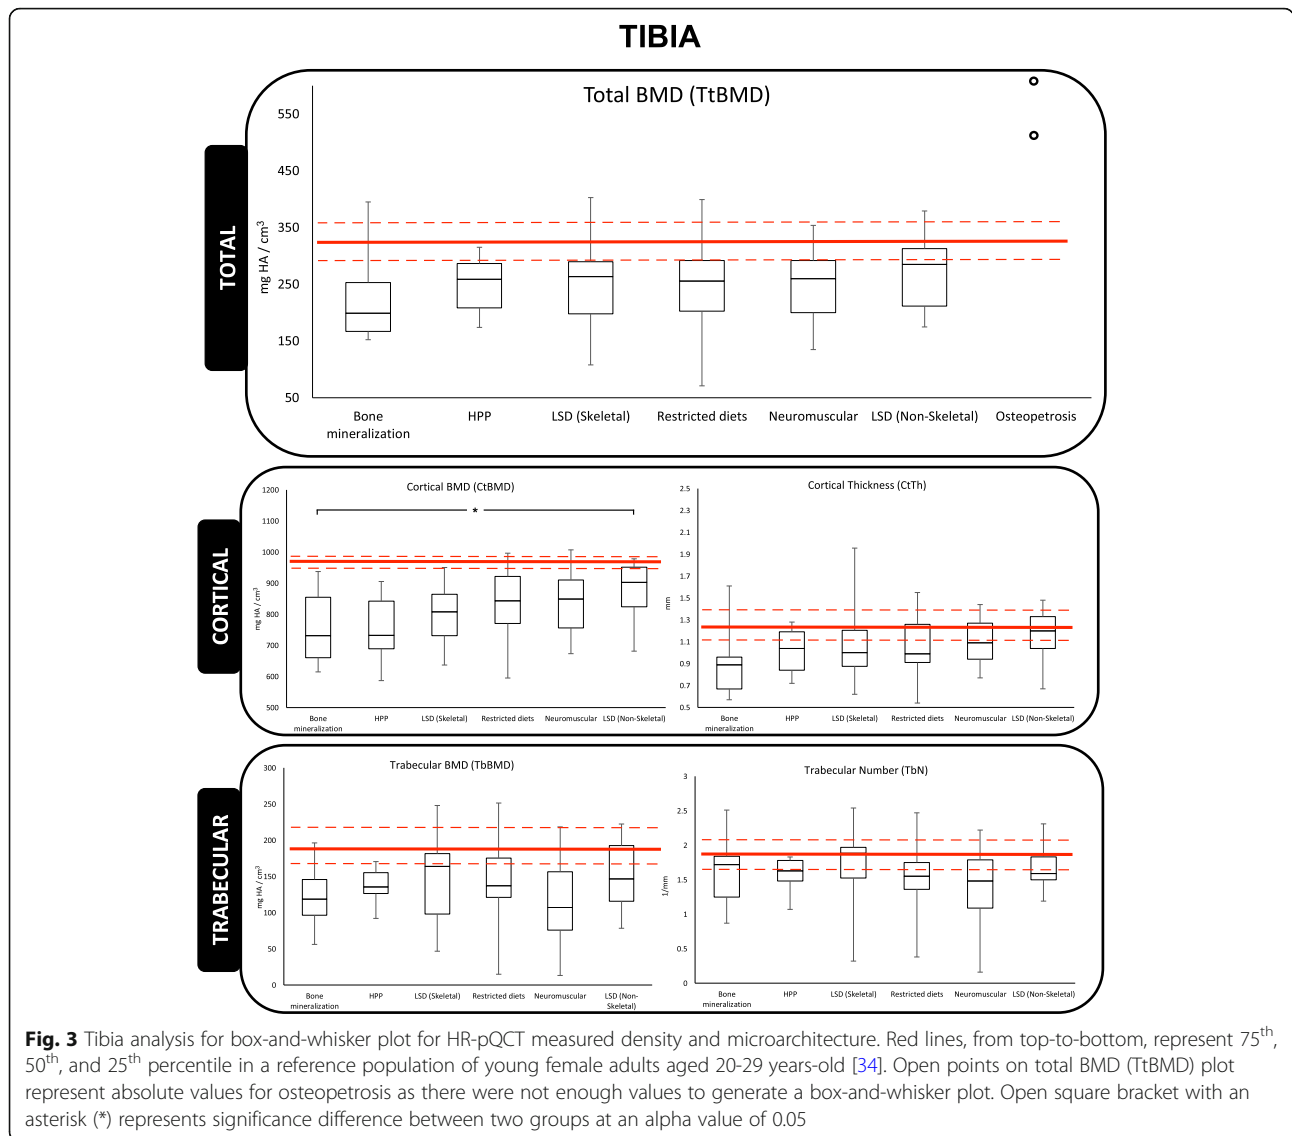 TIBIA
TOTAL
Total BMD (TtBMD)
mg HA / cm³
550
450
350
250
150
50
Bone mineralization
HPP
LSD (Skeletal)
Restricted diets
Neuromuscular
LSD (Non-Skeletal)
Osteopetrosis
CORTICAL
Cortical BMD (CtBMD)
mg HA / cm³
1200
1100
1000
900
800
700
600
500
*
Bone mineralization
HPP
LSD (Skeletal)
Restricted diets
Neuromuscular
LSD (Non-Skeletal)
Cortical Thickness (CtTh)
mm
2.5
2.3
2.1
1.9
1.7
1.5
1.3
1.1
0.9
0.7
0.5
Bone mineralization
HPP
LSD (Skeletal)
Restricted diets
Neuromuscular
LSD (Non-Skeletal)
TRABECULAR
Trabecular BMD (TbBMD)
mg HA / cm³
300
250
200
150
100
50
0
Bone mineralization
HPP
LSD (Skeletal)
Restricted diets
Neuromuscular
LSD (Non-Skeletal)
Trabecular Number (TbN)
1/mm
3
2.5
2
1.5
1
0.5
0
Bone mineralization
HPP
LSD (Skeletal)
Restricted diets
Neuromuscular
LSD (Non-Skeletal)
Fig. 3 Tibia analysis for box-and-whisker plot for HR-pQCT measured density and microarchitecture. Red lines, from top-to-bottom, represent 75th,
50th, and 25th percentile in a reference population of young female adults aged 20-29 years-old [34]. Open points on total BMD (TtBMD) plot
represent absolute values for osteopetrosis as there were not enough values to generate a box-and-whisker plot. Open square bracket with an
asterisk (*) represents significance difference between two groups at an alpha value of 0.05